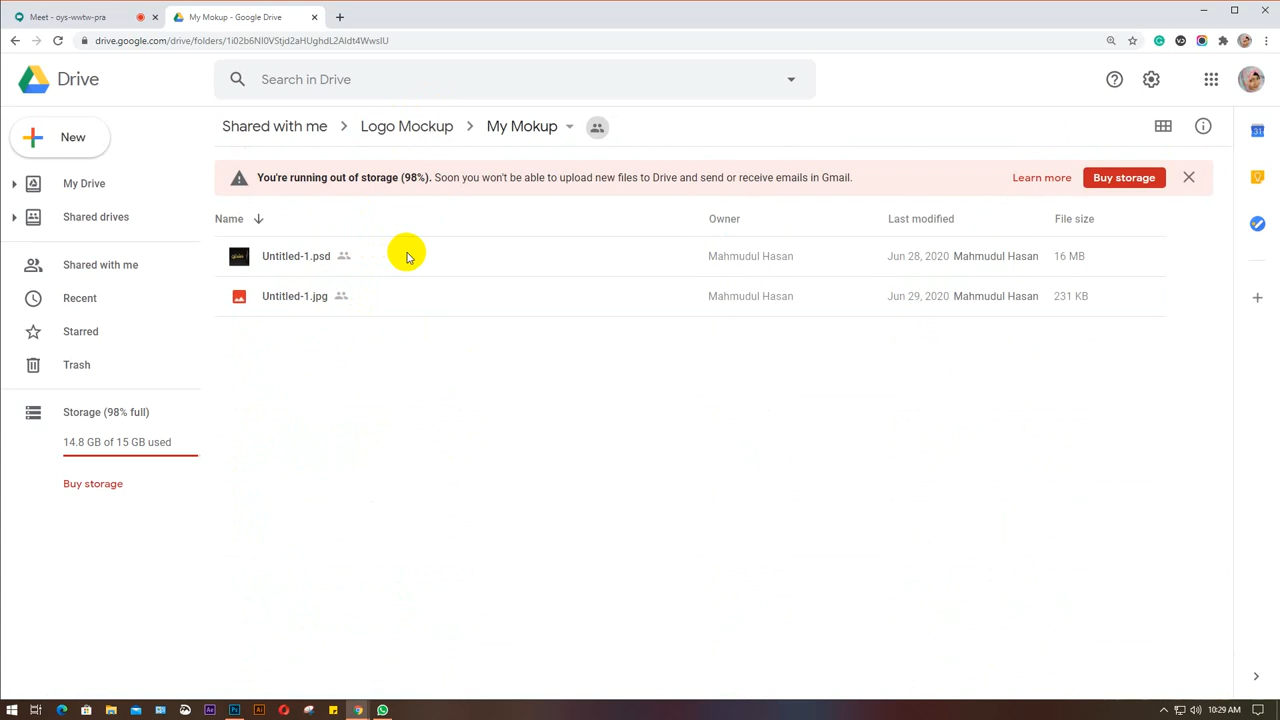 Meet - oys-wwtw-pra
My Mokup - Google Drive
drive.google.com/drive/folders/
Drive
Search in Drive
New
Shared with me
Logo Mockup
My Mokup
You're running out of storage (98%). Soon you won't be able to upload new files to Drive and send or receive emails in Gmail.
Learn more
Buy storage
My Drive
Shared drives
Shared with me
Recent
Starred
Trash
Storage (98% full)
14.8 GB of 15 GB used
Buy storage
Name
Owner
Last modified
File size
Untitled-1.psd
Mahmudul Hasan
Jun 28, 2020 Mahmudul Hasan
16 MB
Untitled-1.jpg
Mahmudul Hasan
Jun 29, 2020 Mahmudul Hasan
231 KB
31
Ae
Ps
Ai
10:29 AM